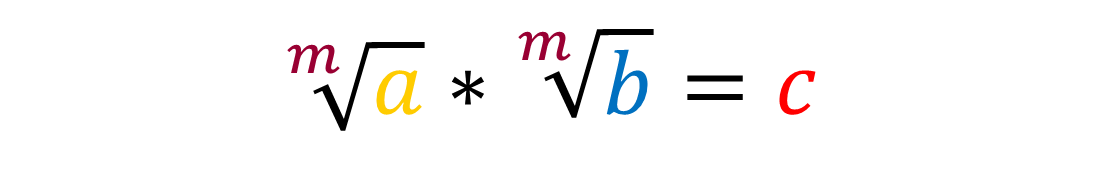 ᵐ√a * ᵐ√b = c